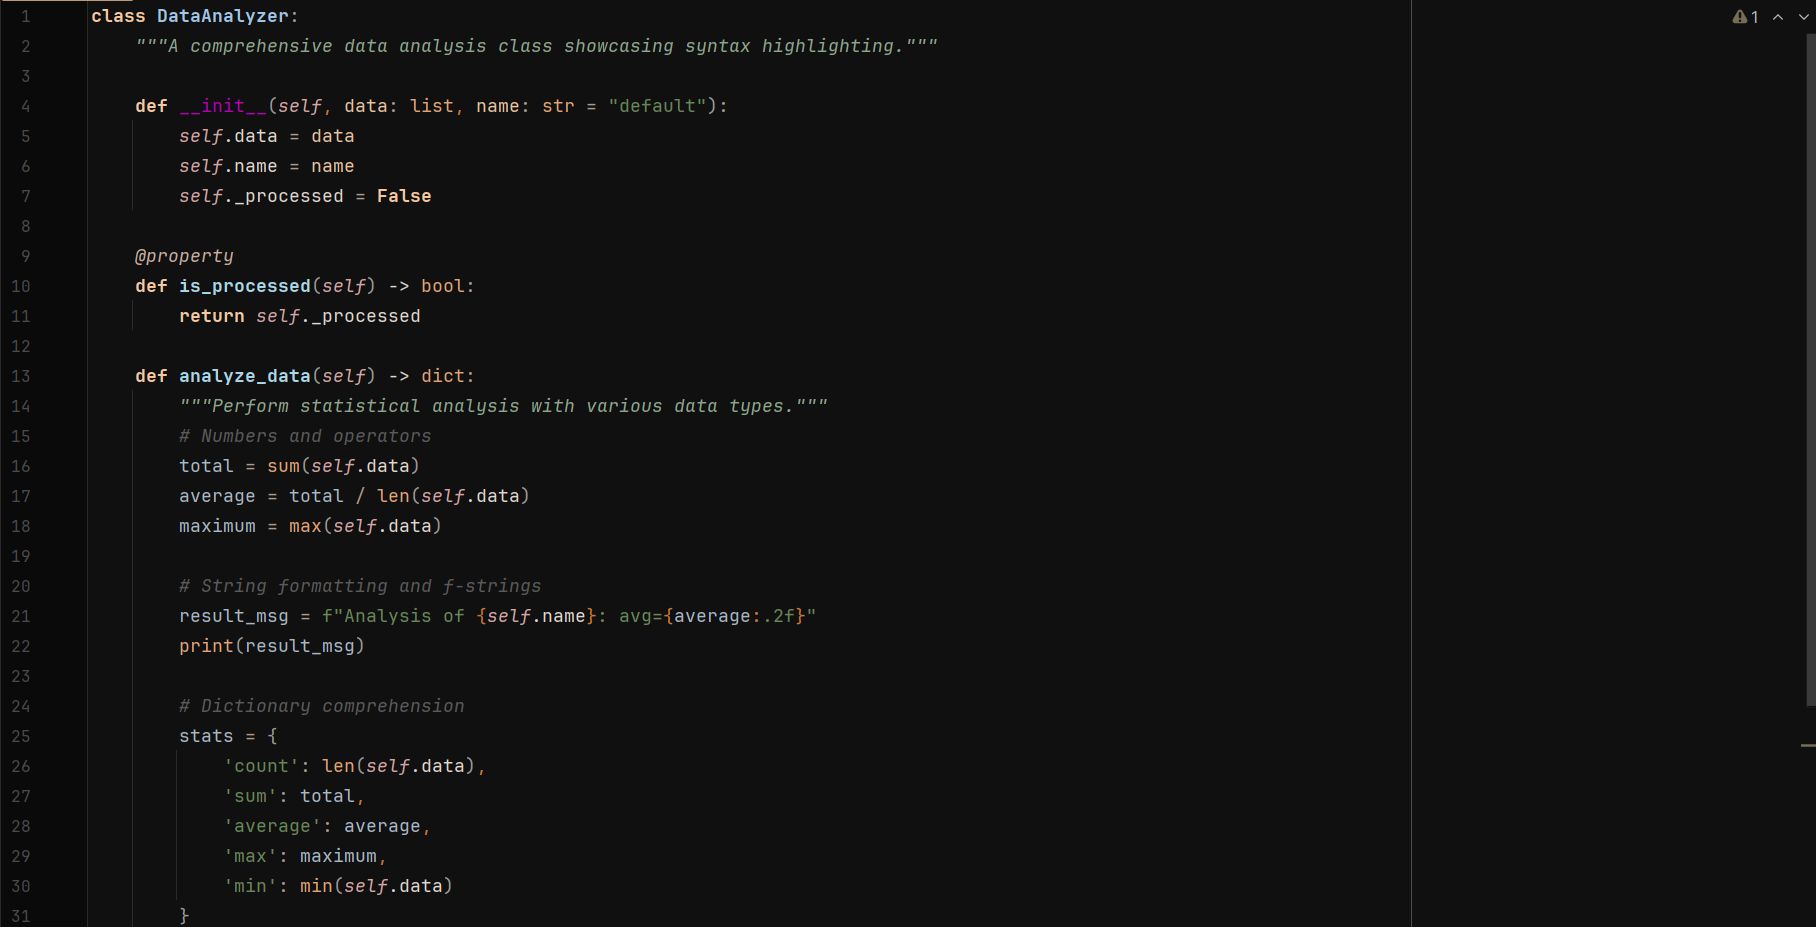 1 class DataAnalyzer:
2     """A comprehensive data analysis class showcasing syntax highlighting."""
3
4     def __init__(self, data: list, name: str = "default"):
5         self.data = data
6         self.name = name
7         self._processed = False
8
9     @property
10     def is_processed(self) -> bool:
11         return self._processed
12
13     def analyze_data(self) -> dict:
14         """Perform statistical analysis with various data types."""
15         # Numbers and operators
16         total = sum(self.data)
17         average = total / len(self.data)
18         maximum = max(self.data)
19
20         # String formatting and f-strings
21         result_msg = f"Analysis of {self.name}: avg={average:.2f}"
22         print(result_msg)
23
24         # Dictionary comprehension
25         stats = {
26             'count': len(self.data),
27             'sum': total,
28             'average': average,
29             'max': maximum,
30             'min': min(self.data)
31         }
1